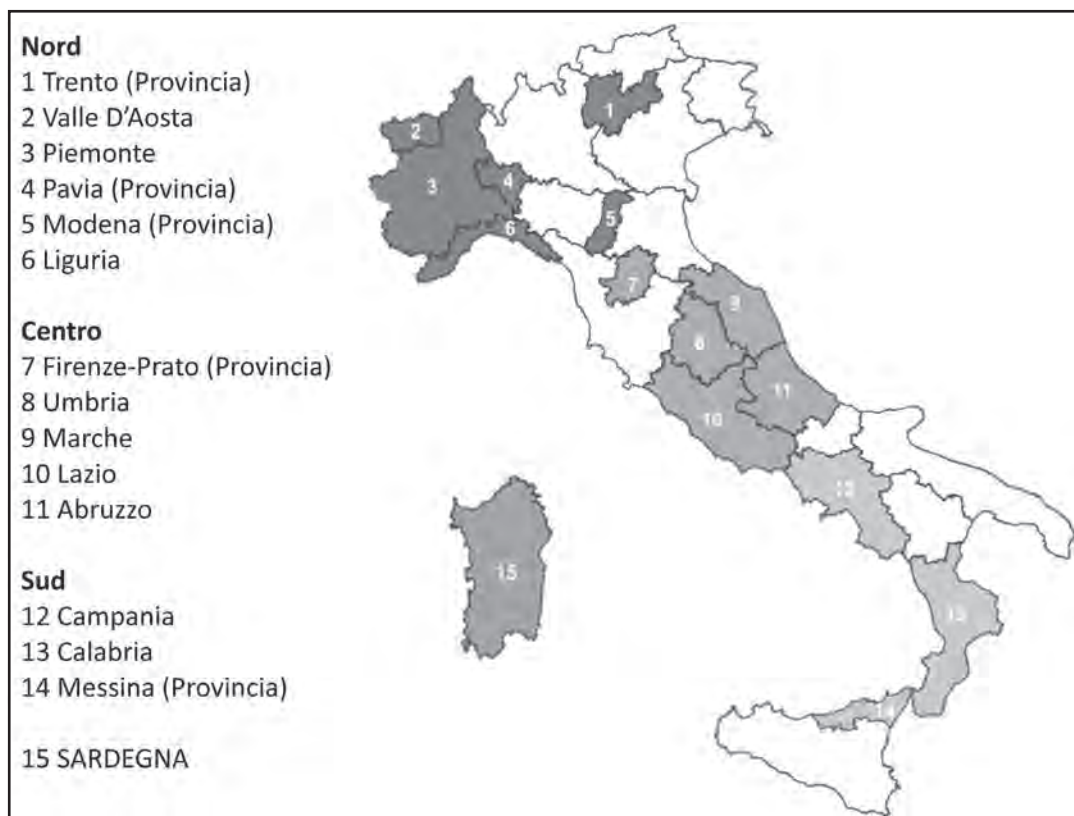 Nord
1 Trento (Provincia)
2 Valle D'Aosta
3 Piemonte
4 Pavia (Provincia)
5 Modena (Provincia)
6 Liguria
Centro
7 Firenze-Prato (Provincia)
8 Umbria
9 Marche
10 Lazio
11 Abruzzo
Sud
12 Campania
13 Calabria
14 Messina (Provincia)
15 SARDEGNA
1
2
3
4
5
6
7
9
8
11
10
12
15
13
14